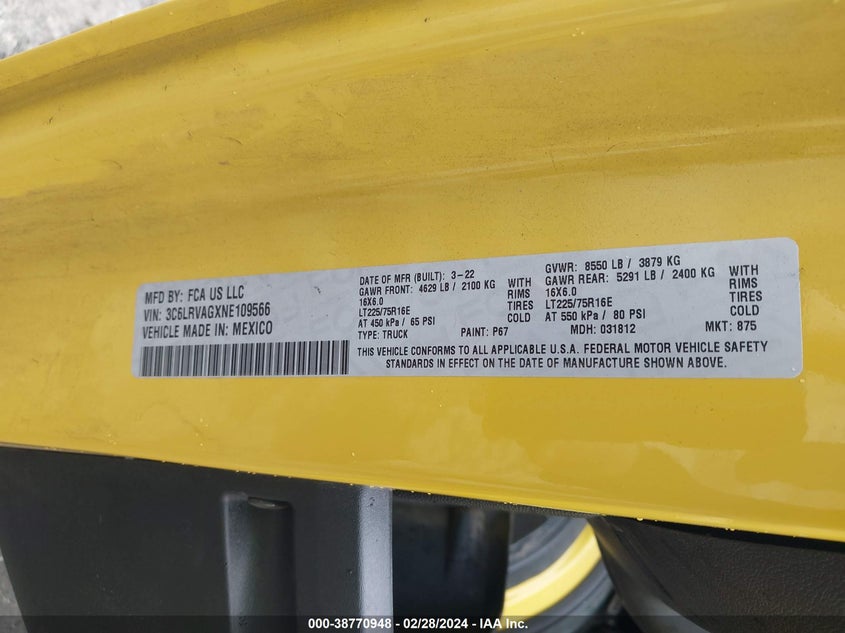 MFD BY: FCA US LLC
VIN: 3C6LRVAGXNE109566
VEHICLE MADE IN: MEXICO
DATE OF MFR (BUILT): 3-22
GAWR FRONT: 4629 LB / 2100 KG WITH
16X6.0 RIMS
LT225/75R16E TIRES
AT 450 kPa / 65 PSI COLD
TYPE: TRUCK PAINT: P67
GVWR: 8550 LB / 3879 KG
GAWR REAR: 5291 LB / 2400 KG WITH
16X6.0 RIMS
LT225/75R16E TIRES
AT 550 kPa / 80 PSI COLD
MDH: 031812 MKT: 875
THIS VEHICLE CONFORMS TO ALL APPLICABLE U.S.A. FEDERAL MOTOR VEHICLE SAFETY
STANDARDS IN EFFECT ON THE DATE OF MANUFACTURE SHOWN ABOVE.
000-38770948 - 02/28/2024 - IAA Inc.